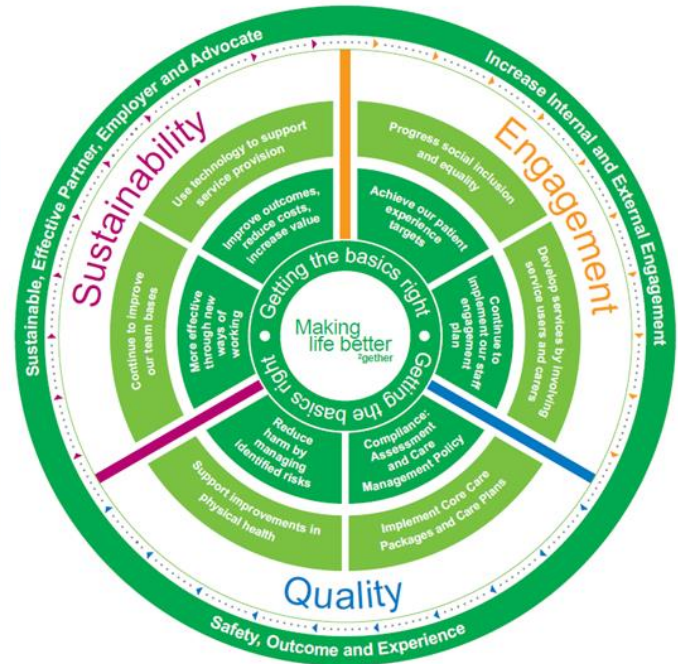 Sustainable, Effective Partner, Employer and Advocate
Increase Internal and External Engagement
Safety, Outcome and Experience
Sustainability
Engagement
Quality
Use technology to support
service provision
Progress social inclusion
and equality
Develop services by involving
service users and carers
Implement Core Care
Packages and Care Plans
Support improvements in
physical health
Continue to improve
our team bases
Improve outcomes,
reduce costs,
increase value
Achieve our patient
experience
targets
Continue to
Implement our staff
engagement
plan
Compliance:
Assessment
and Care
Management Policy
Reduce
harm by
managing
identified risks
More effective
through new
ways of
working
Getting the basics right
Getting the basics right
Making
life better
²gether